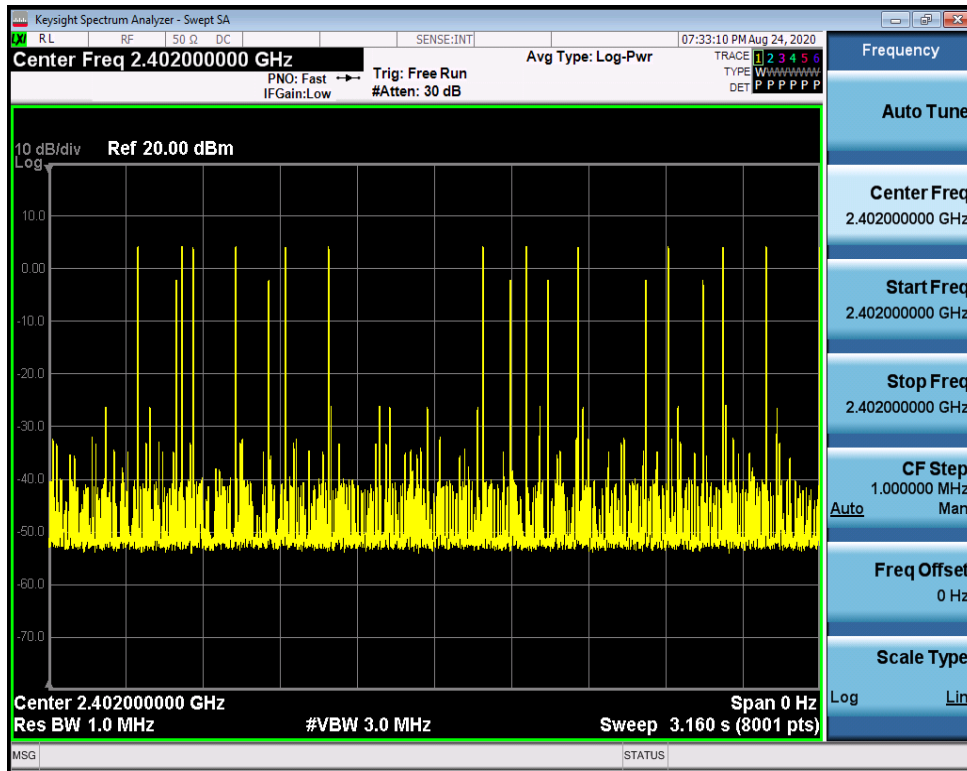 Keysight Spectrum Analyzer - Swept SA
LXI RL RF 50 Ω DC SENSE:INT 07:33:10 PM Aug 24, 2020
Center Freq 2.402000000 GHz Avg Type: Log-Pwr TRACE 1 2 3 4 5 6
PNO: Fast Trig: Free Run TYPE WWWWWW
IFGain:Low #Atten: 30 dB DET P P P P P P
10 dB/div Ref 20.00 dBm
Log
10.0
0.00
-10.0
-20.0
-30.0
-40.0
-50.0
-60.0
-70.0
Center 2.402000000 GHz Span 0 Hz
Res BW 1.0 MHz #VBW 3.0 MHz Sweep 3.160 s (8001 pts)
MSG STATUS
Frequency
Auto Tune
Center Freq
2.402000000 GHz
Start Freq
2.402000000 GHz
Stop Freq
2.402000000 GHz
CF Step
1.000000 MHz
Auto Man
Freq Offset
0 Hz
Scale Type
Log Lin